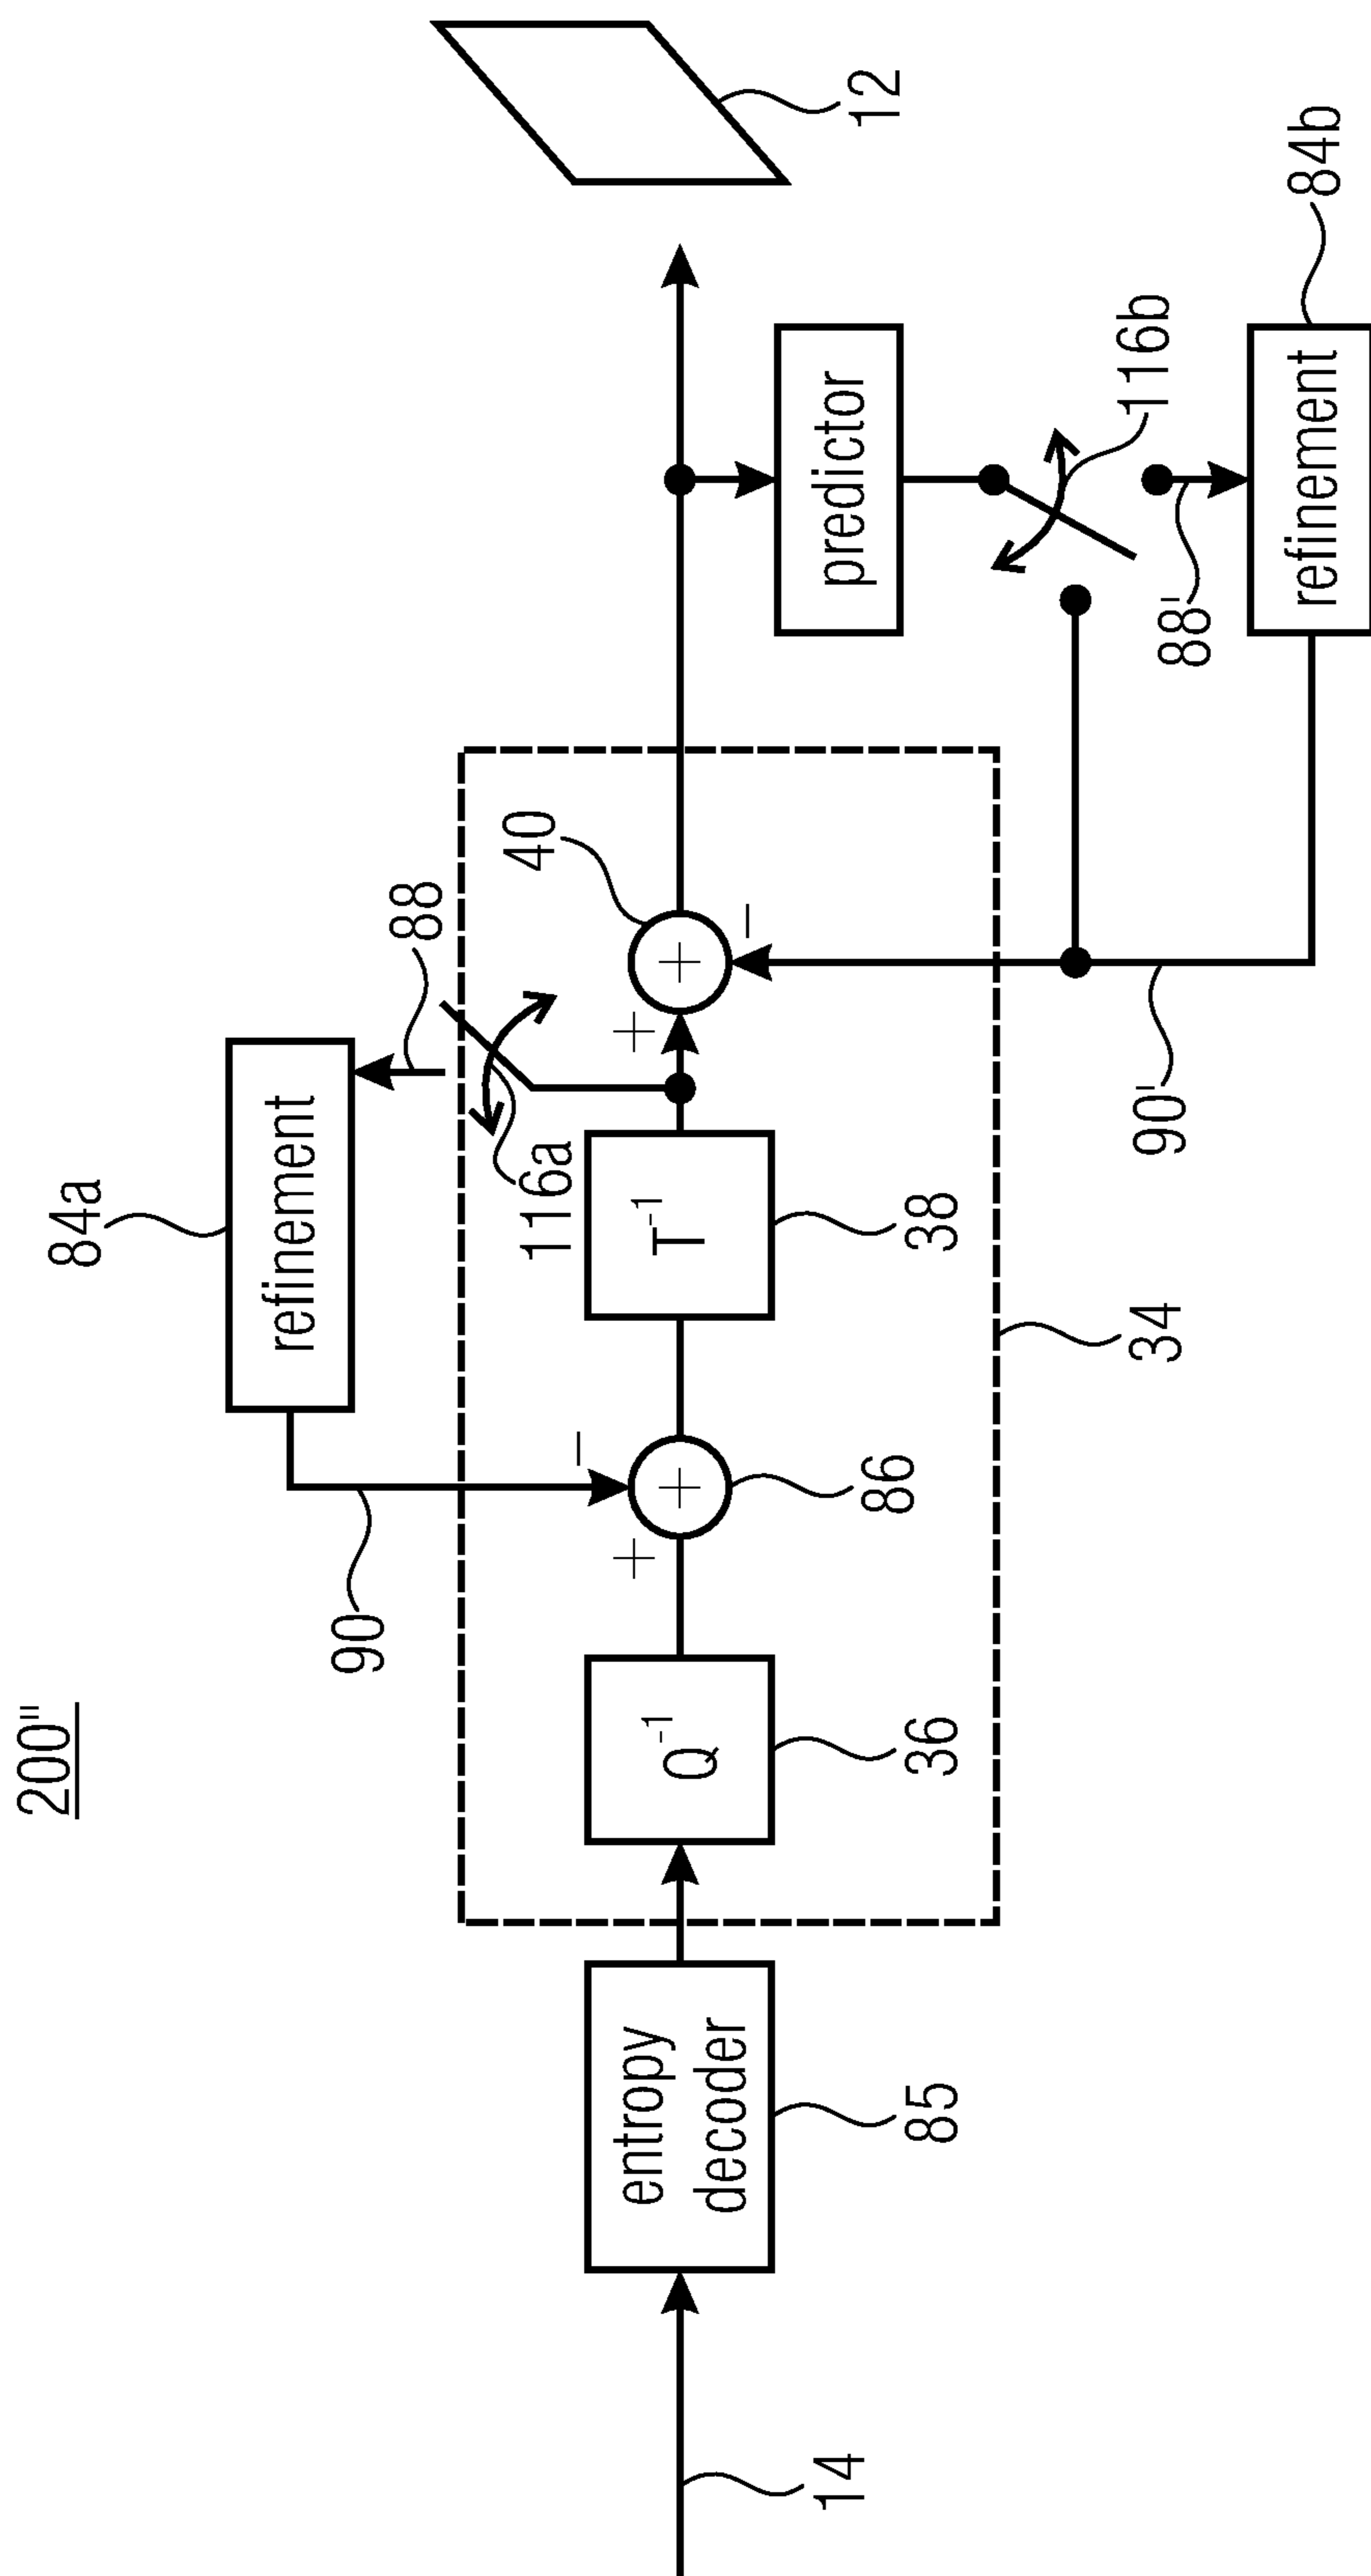 200"
84a
refinement
90
88
116a
40
+
−
+
−
+
+
14
entropy
decoder
85
Q-1
36
86
T-1
38
34
12
predictor
116b
88'
90'
refinement
84b